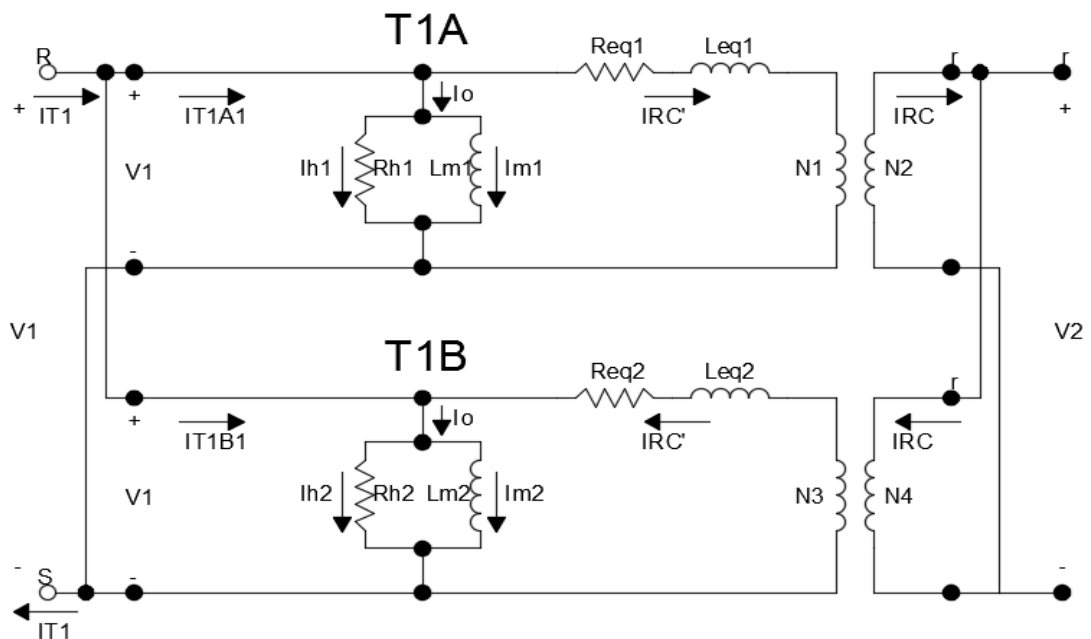 T1A
R
Req1
Leq1
r
r
+
IT1
+
IT1A1
Io
IRC'
IRC
+
V1
Ih1
Rh1
Lm1
Im1
N1
N2
-
V1
T1B
V2
Req2
Leq2
r
+
IT1B1
Io
IRC'
IRC
V1
Ih2
Rh2
Lm2
Im2
N3
N4
-
S
-
-
IT1